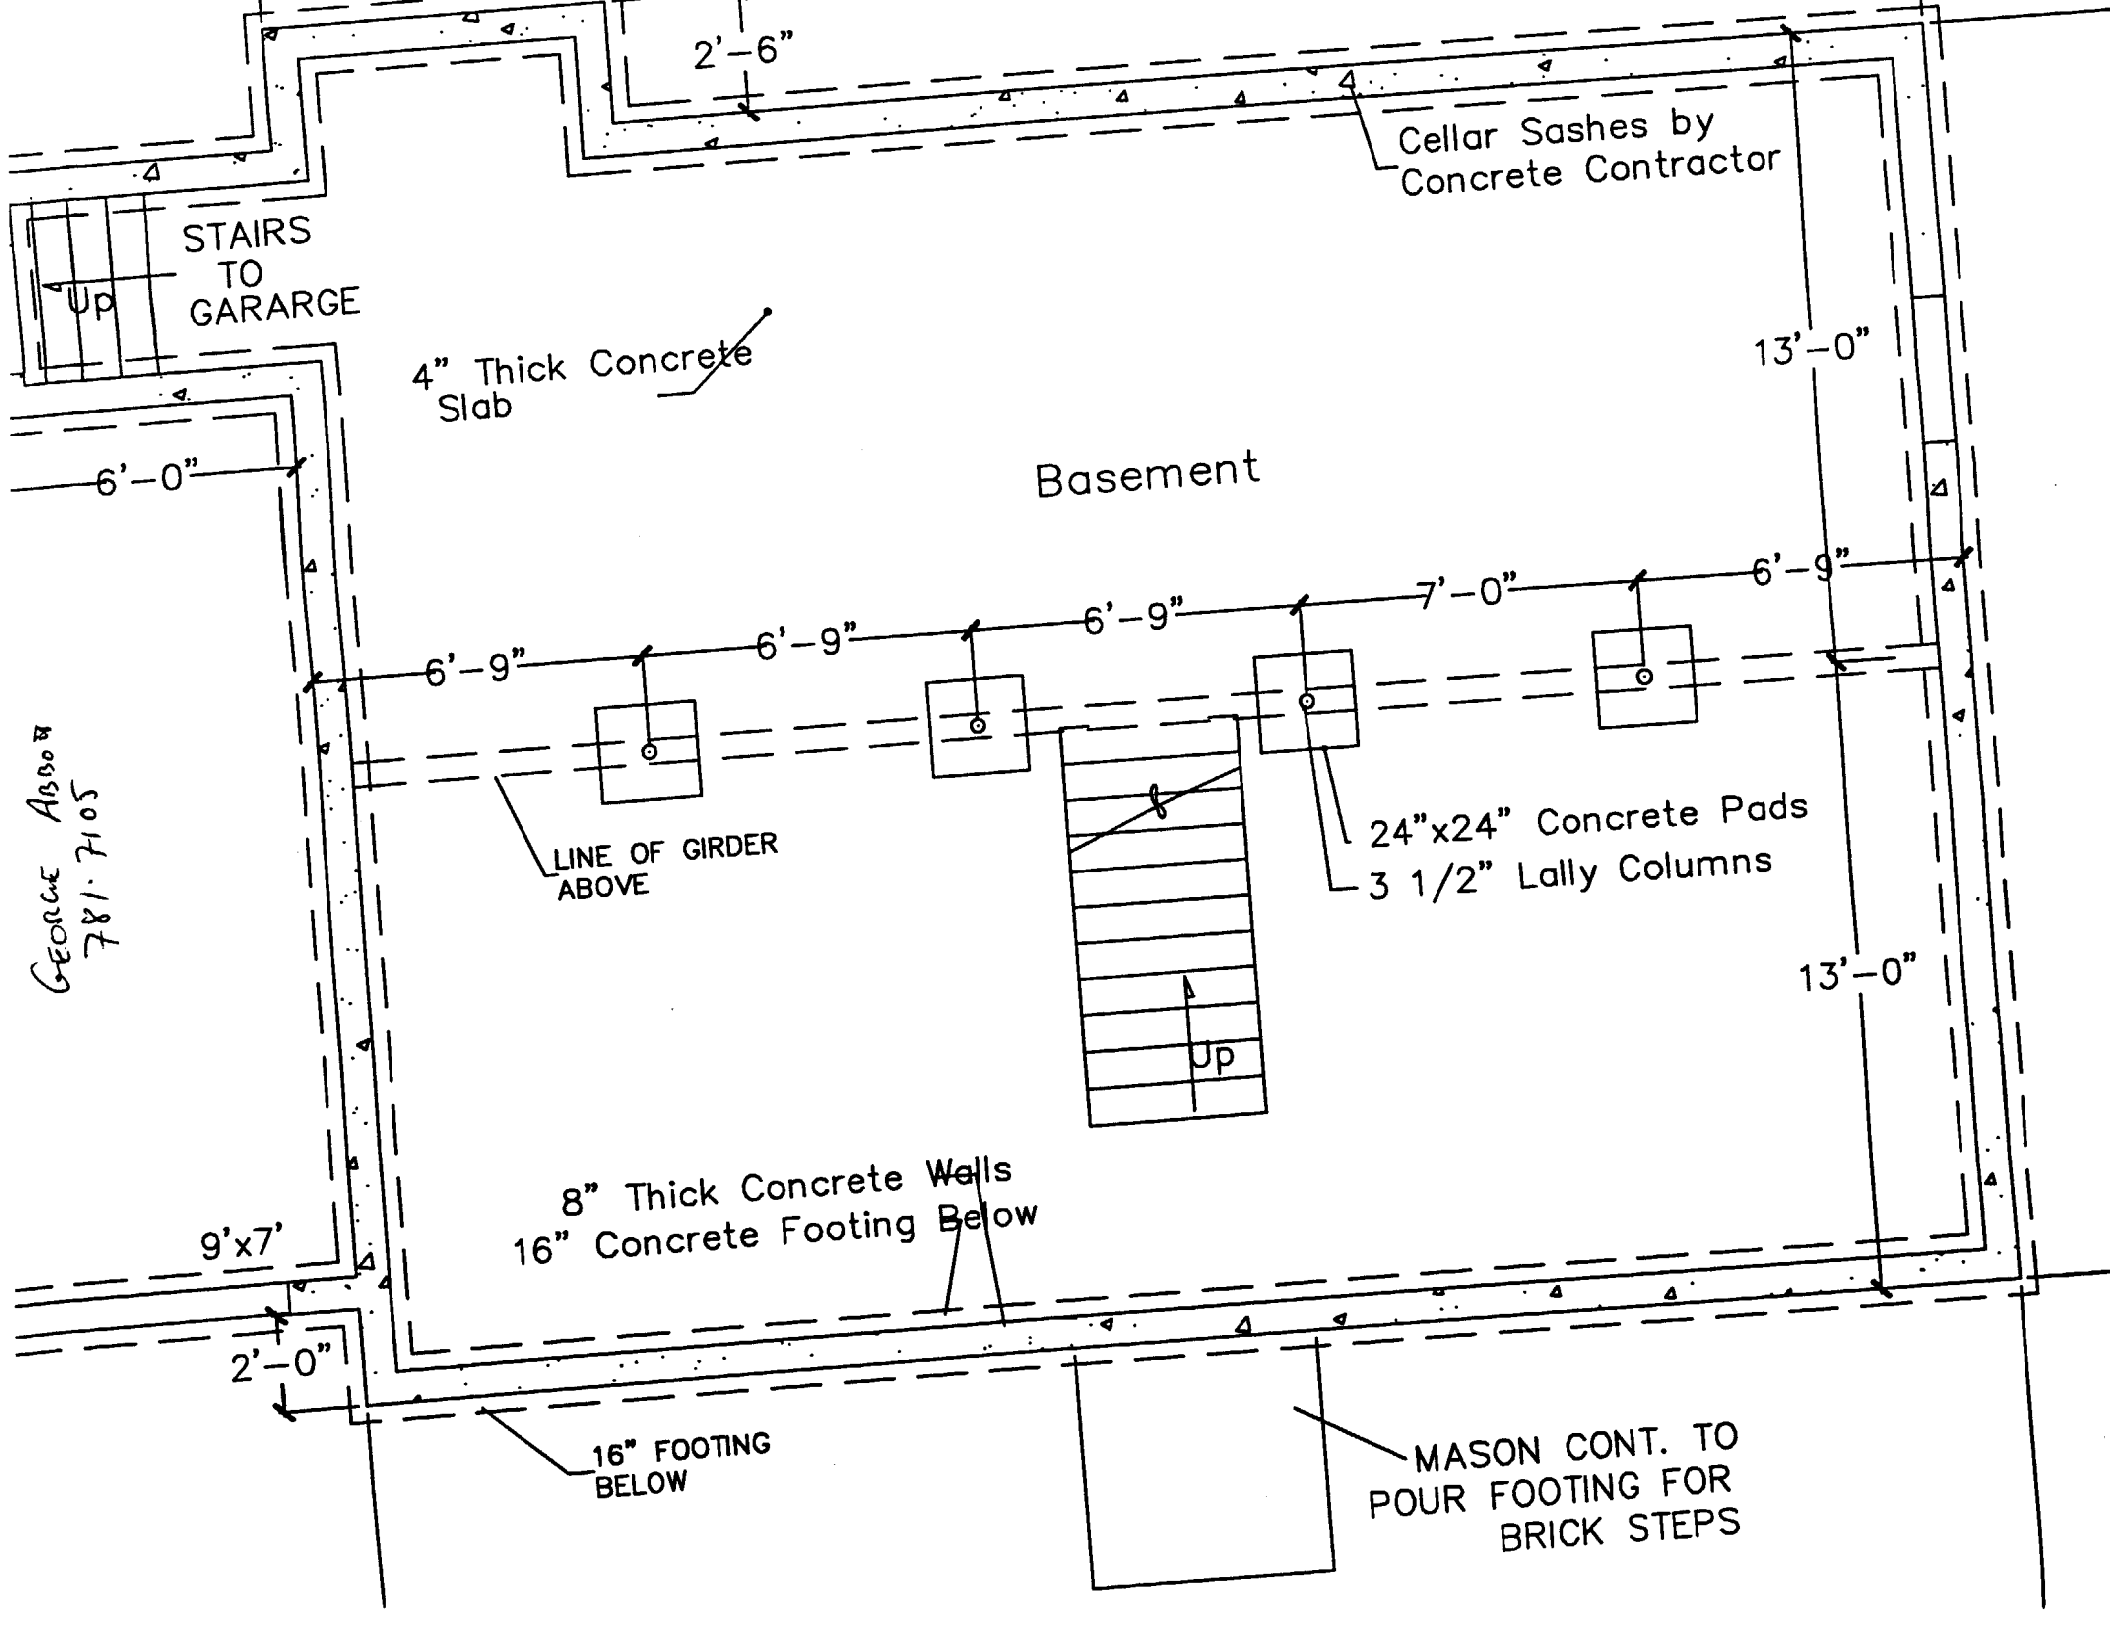 2'-6"
Cellar Sashes by
Concrete Contractor
STAIRS
TO
GARARGE
Up
13'-0"
4" Thick Concrete
Slab
6'-0"
Basement
6'-9"
6'-9"
6'-9"
7'-0"
6'-9"
24"x24" Concrete Pads
3 1/2" Lally Columns
LINE OF GIRDER
ABOVE
GEORGE ABBOTT
781·7105
13'-0"
Up
8" Thick Concrete Walls
16" Concrete Footing Below
9'x7'
2'-0"
16" FOOTING
BELOW
MASON CONT. TO
POUR FOOTING FOR
BRICK STEPS